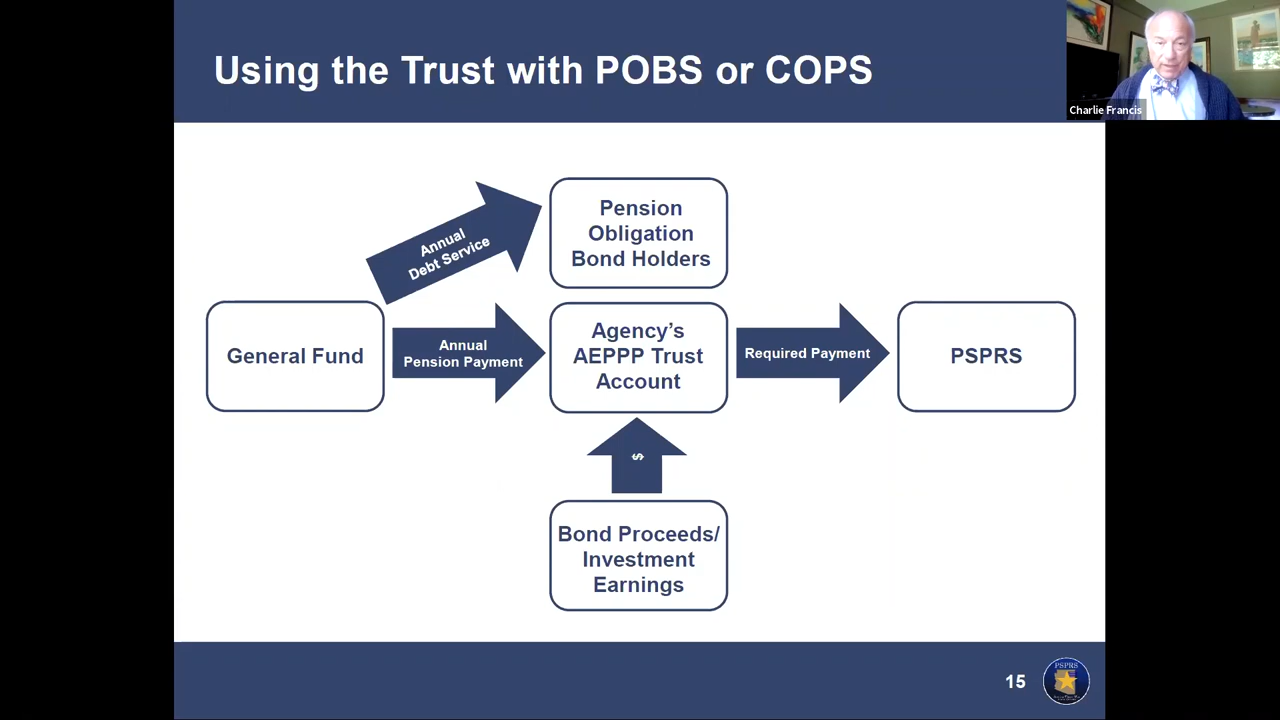 Using the Trust with POBS or COPS
Charlie Francis
Annual
Debt Service
Pension
Obligation
Bond Holders
General Fund
Annual
Pension Payment
Agency’s
AEPPP Trust
Account
Required Payment
PSPRS
$
Bond Proceeds/
Investment
Earnings
15
PSPRS